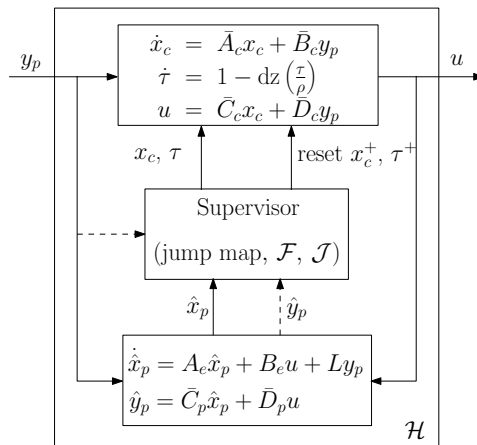 ẋ_c = Ā_c x_c + B̄_c y_p
τ̇ = 1 − dz (τ/ρ)
u = C̄_c x_c + D̄_c y_p
y_p
u
x_c, τ
reset x_c^+, τ^+
Supervisor
(jump map, ℱ, 𝒥)
x̂_p
ŷ_p
ẋ̂_p = A_e x̂_p + B_e u + L y_p
ŷ_p = C̄_p x̂_p + D̄_p u
ℋ